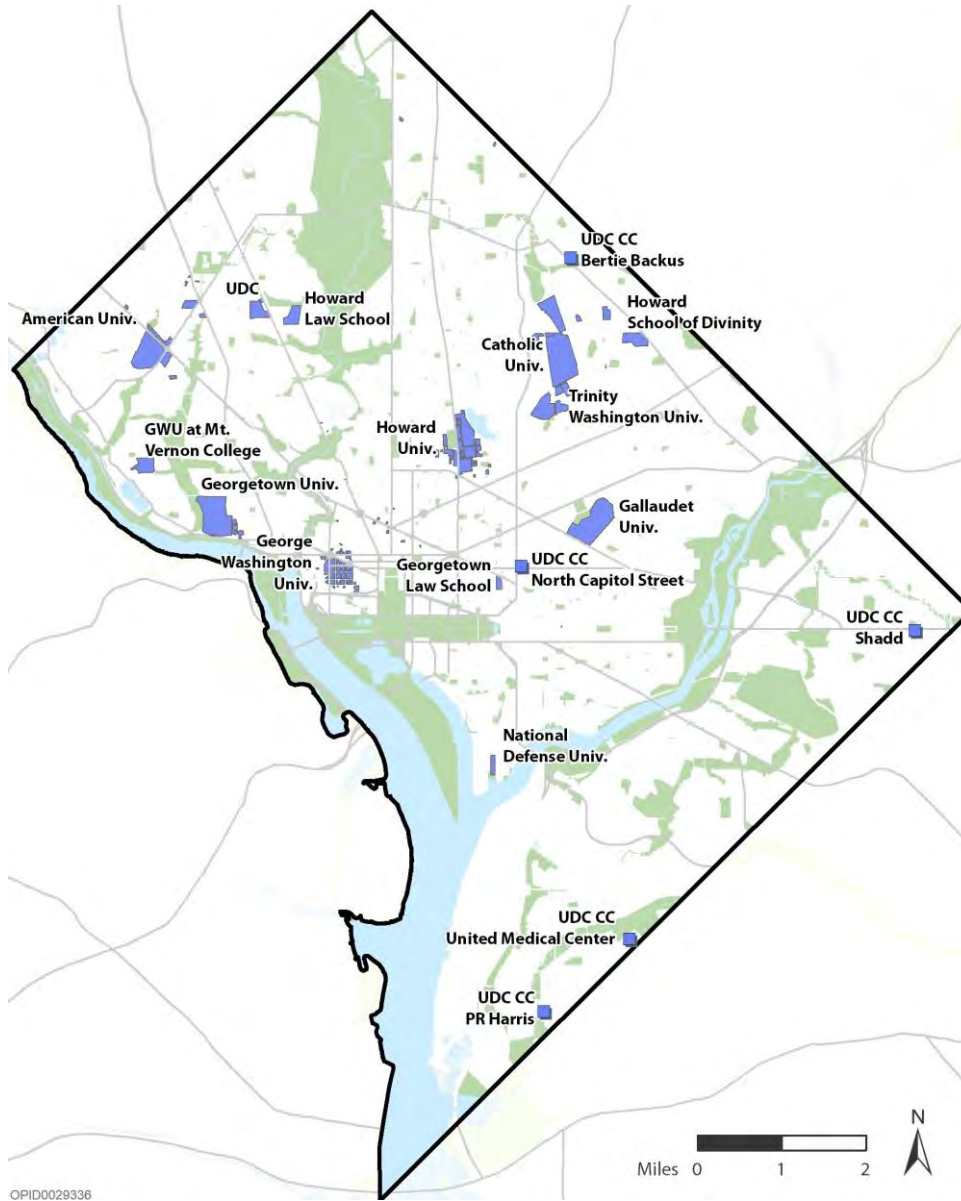 UDC CC
Bertie Backus
UDC
Howard
Law School
Howard
School of Divinity
American Univ.
Catholic
Univ.
Trinity
Washington Univ.
GWU at Mt.
Vernon College
Howard
Univ.
Georgetown Univ.
Gallaudet
Univ.
George
Washington
Univ.
Georgetown
Law School
UDC CC
North Capitol Street
UDC CC
Shadd
National
Defense Univ.
UDC CC
United Medical Center
UDC CC
PR Harris
N
Miles 0 1 2
OPID0029336